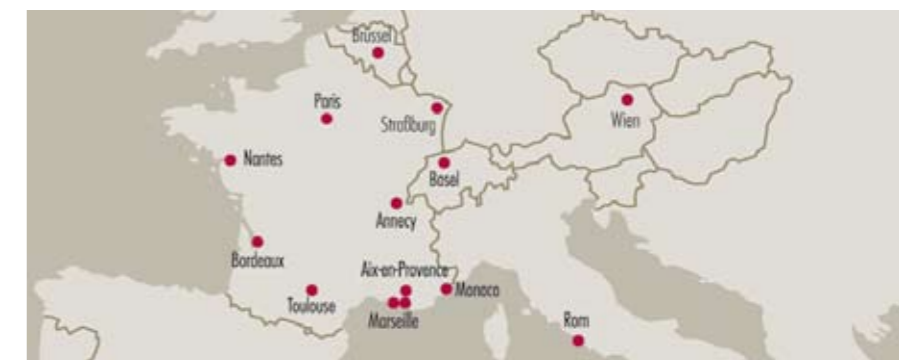 Brüssel
Paris
Straßburg
Wien
Nantes
Basel
Annecy
Bordeaux
Aix-en-Provence
Toulouse
Monaco
Marseille
Rom